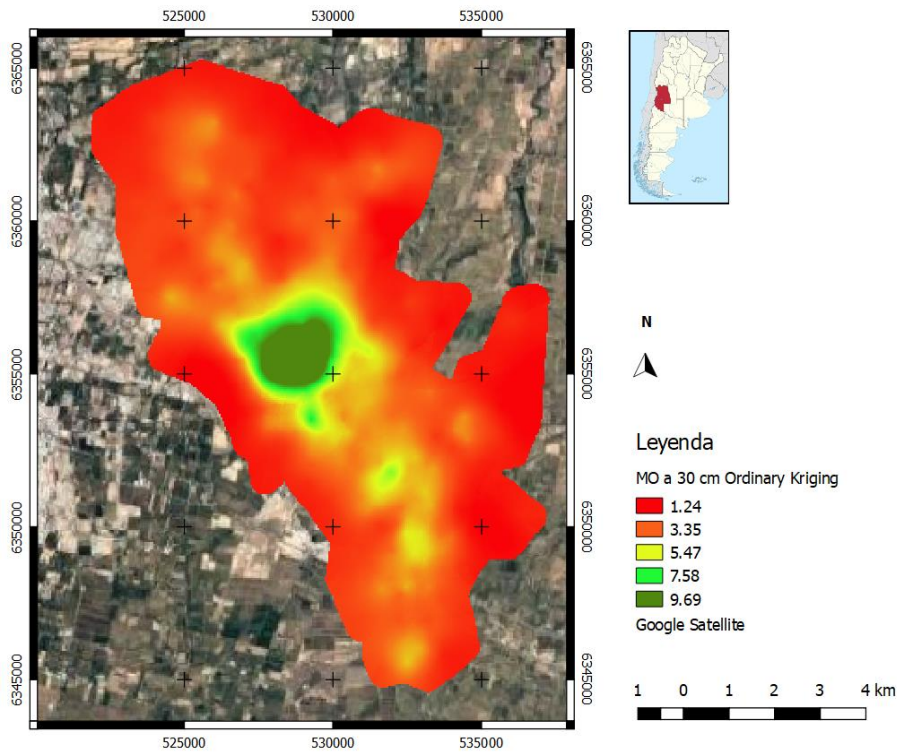 525000 530000 535000
6365000 6365000
6360000 6360000
6355000 6355000
6350000 6350000
6345000 6345000
525000 530000 535000
N
Leyenda
MO a 30 cm Ordinary Kriging
1.24
3.35
5.47
7.58
9.69
Google Satellite
1 0 1 2 3 4 km